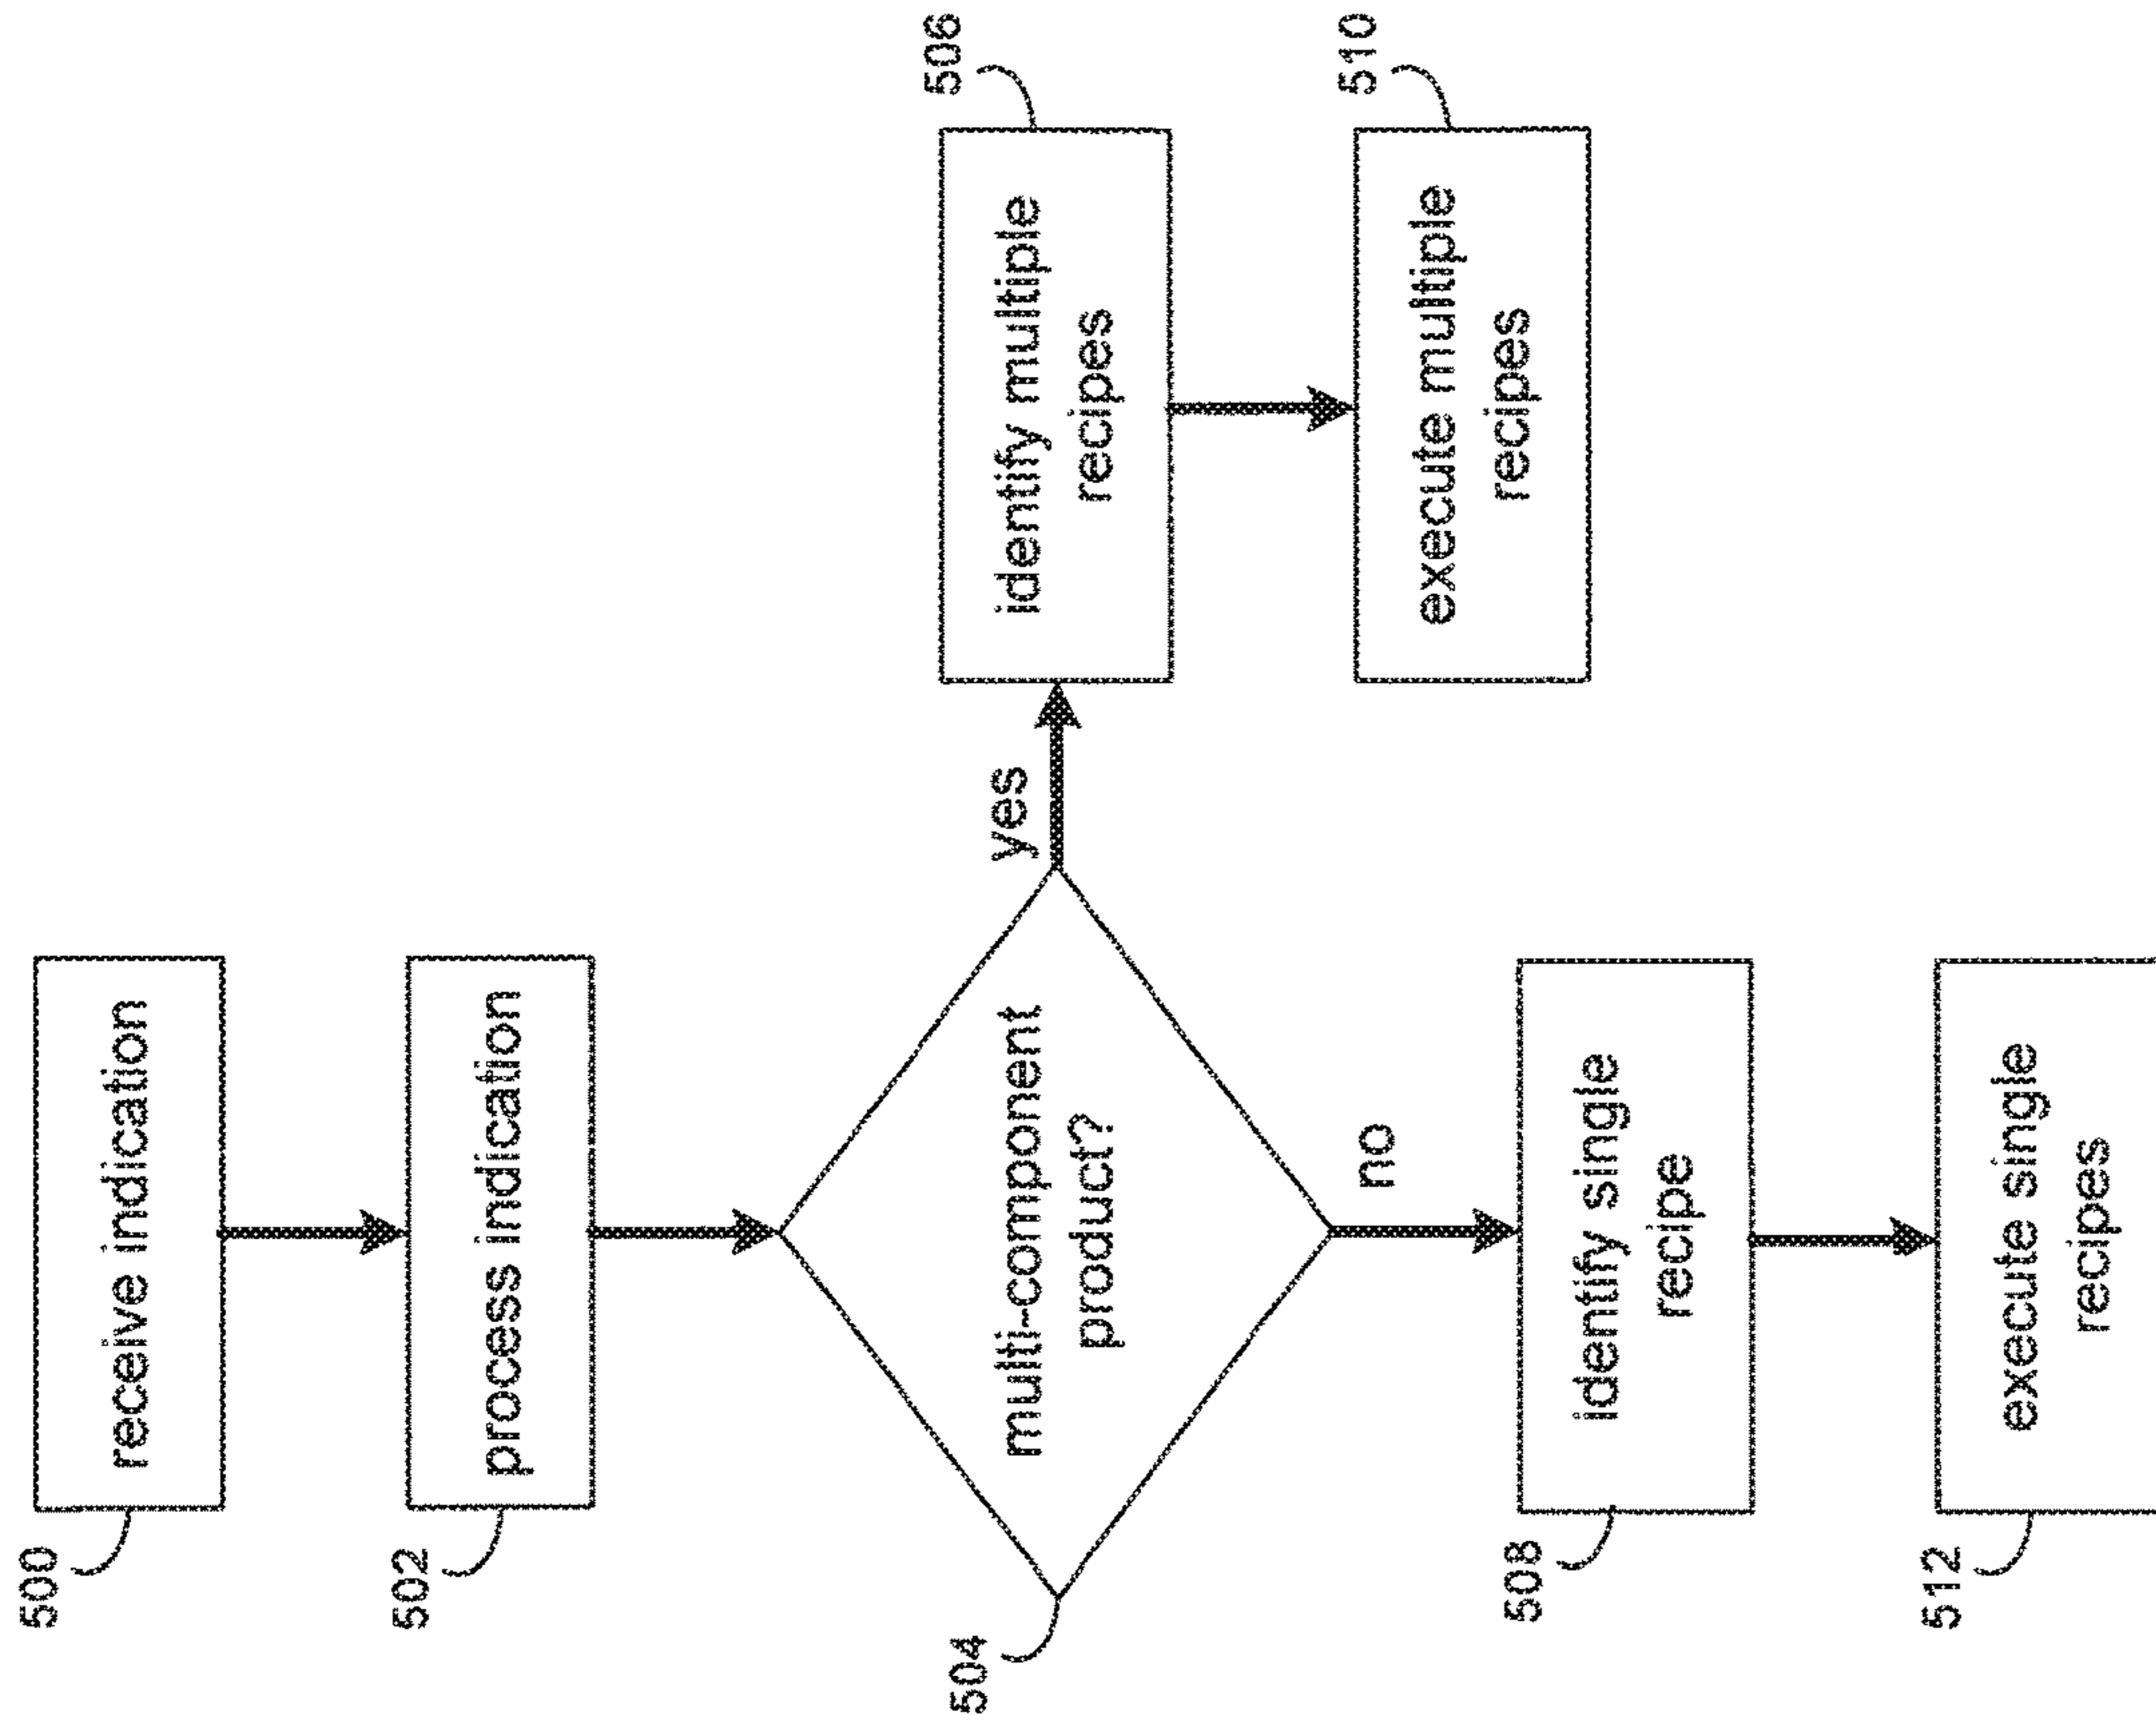 500
receive indication
502
process indication
504
multi-component
product?
yes
506
identify multiple
recipes
510
execute multiple
recipes
no
508
identify single
recipe
512
execute single
recipes